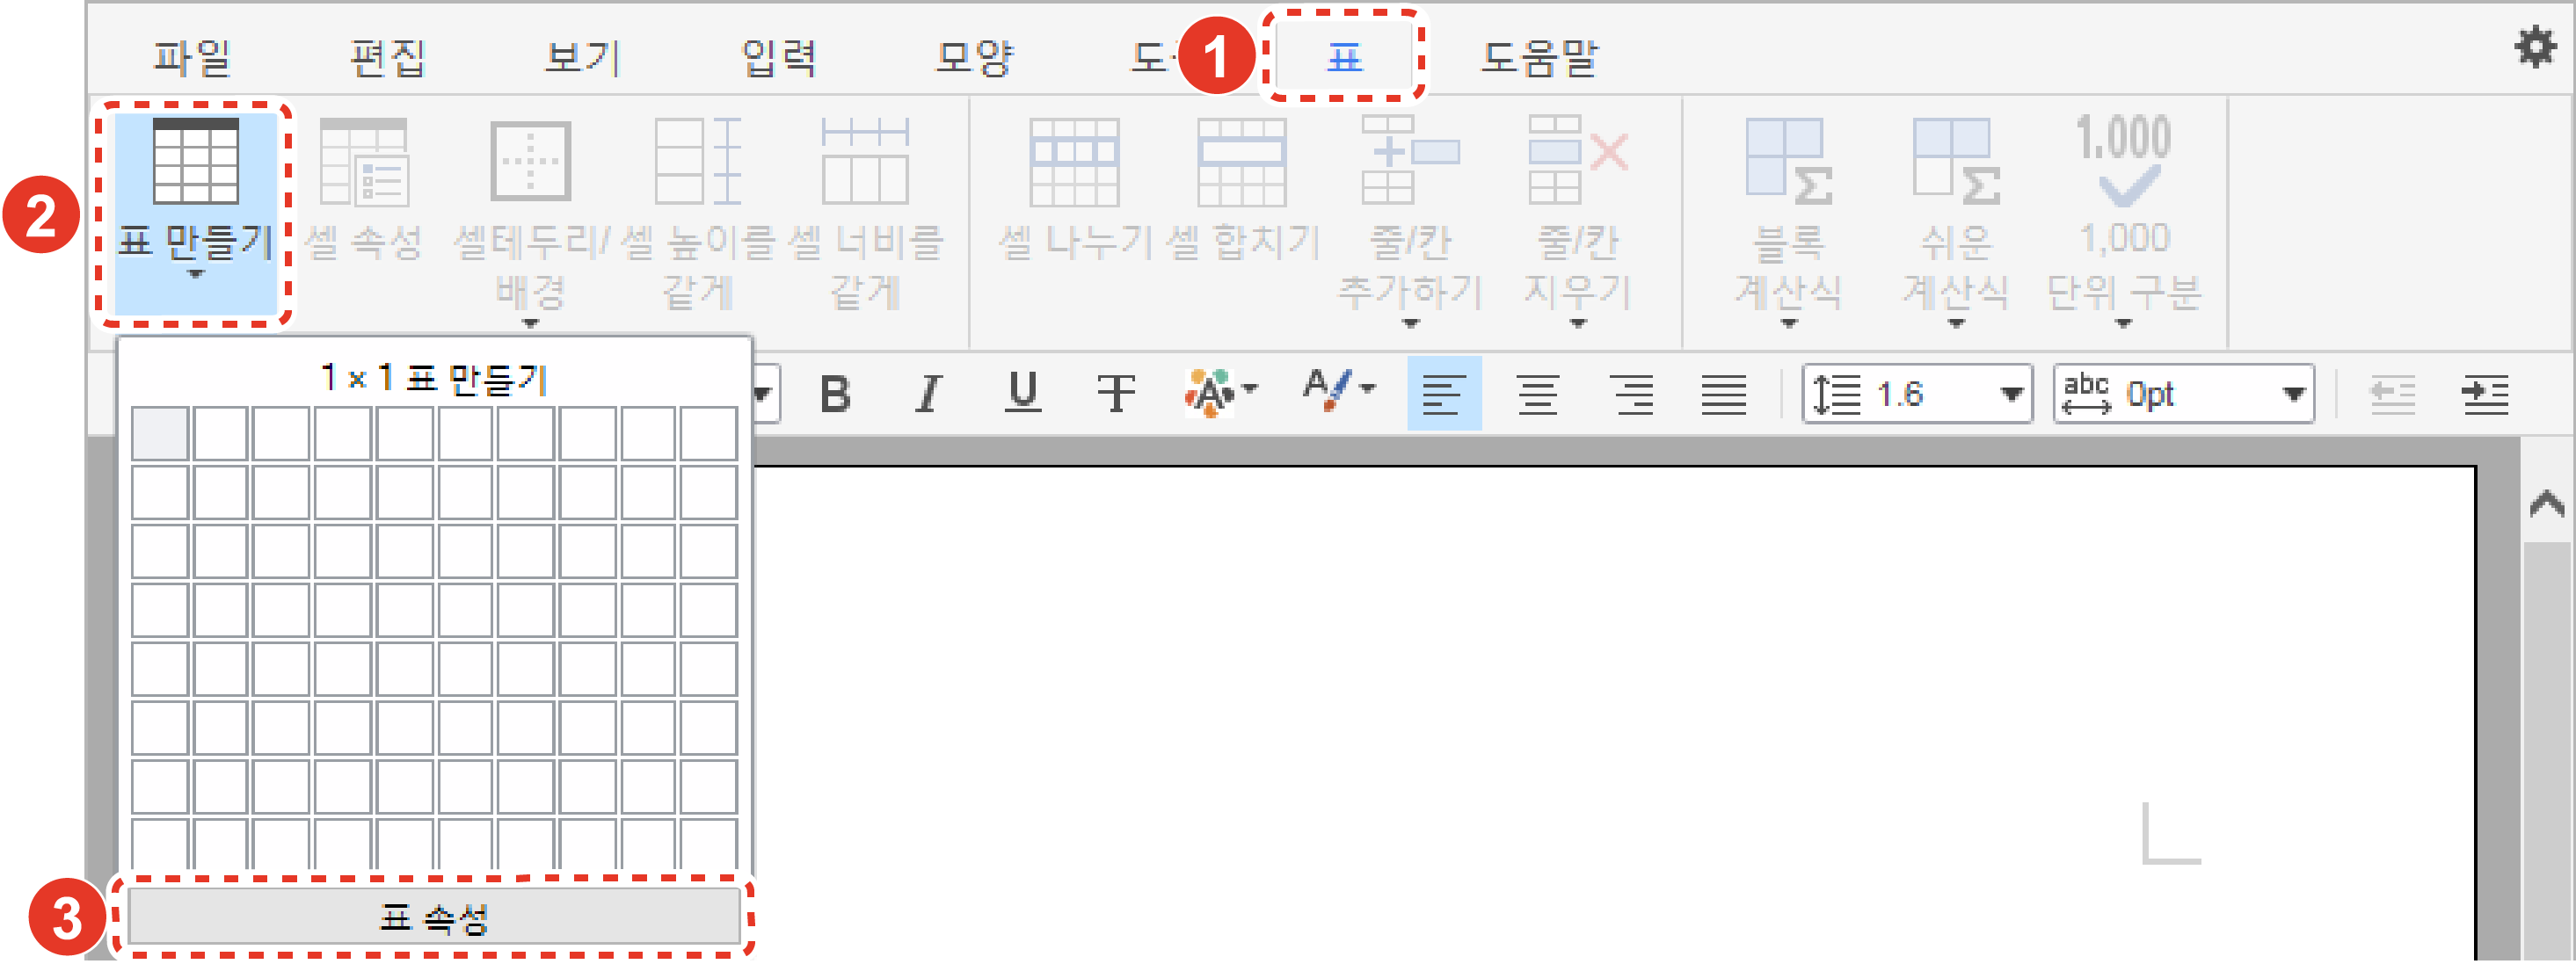 파일 편집 보기 입력 모양 1 표 도움말
2
표 만들기 셀 속성 셀테두리/배경 셀 높이를 같게 셀 너비를 같게 셀 나누기 셀 합치기 줄/칸 추가하기 줄/칸 지우기 블록 계산식 쉬운 계산식 1.000 1,000 단위 구분
1 × 1 표 만들기
B I U T A A 1.6 abc 0pt
3 표 속성